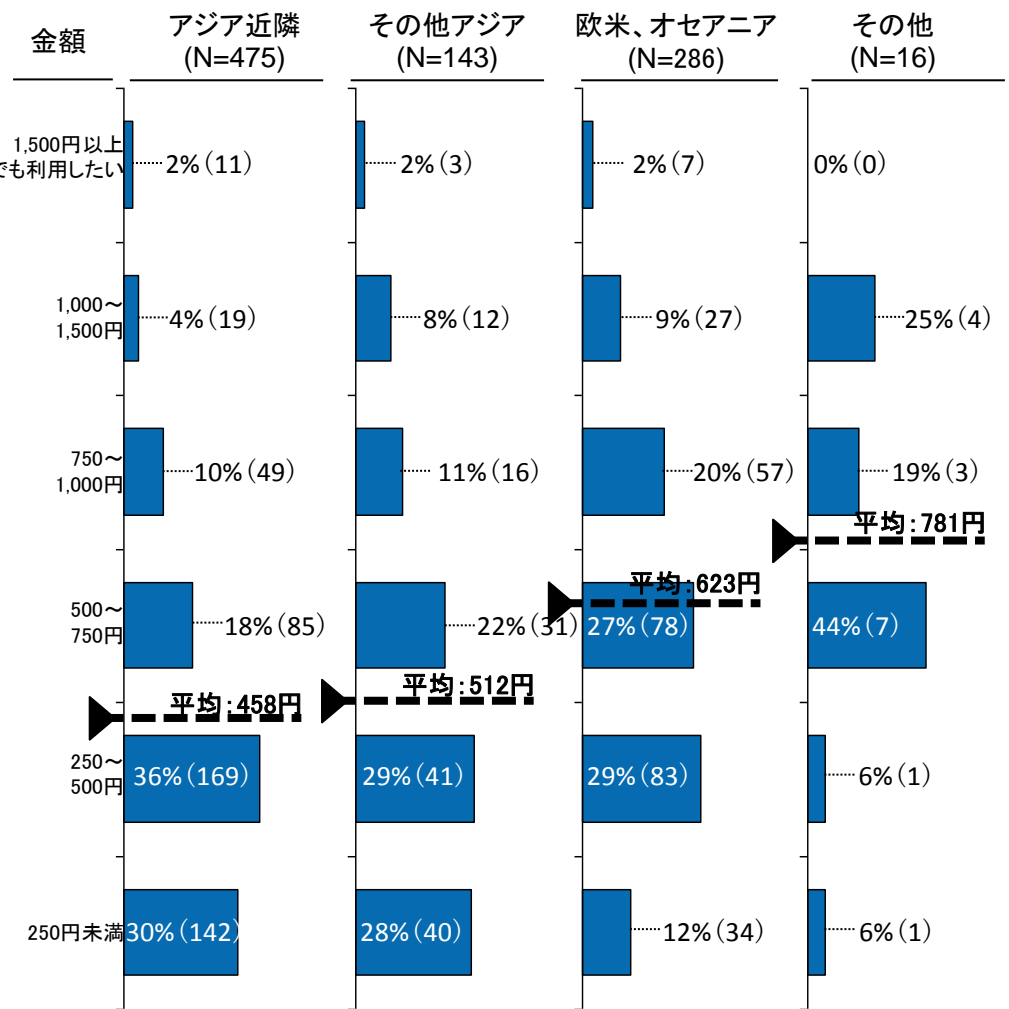 金額
アジア近隣
(N=475)
その他アジア
(N=143)
欧米、オセアニア
(N=286)
その他
(N=16)
1,500円以上
でも利用したい
2%(11)
2%(3)
2%(7)
0%(0)
1,000~
1,500円
4%(19)
8%(12)
9%(27)
25%(4)
750~
1,000円
10%(49)
11%(16)
20%(57)
19%(3)
平均:781円
平均:623円
500~
750円
18%(85)
22%(31)
27%(78)
44%(7)
平均:458円
平均:512円
250~
500円
36%(169)
29%(41)
29%(83)
6%(1)
250円未満
30%(142)
28%(40)
12%(34)
6%(1)